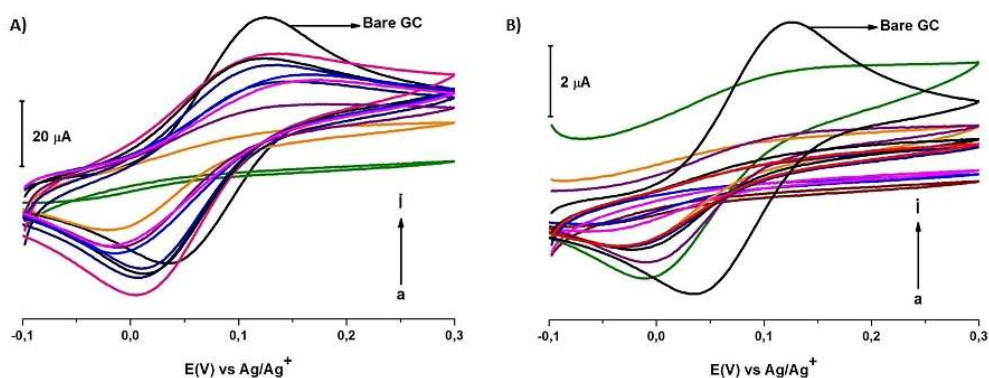 A)
Bare GC
20 µA
i
a
-0,1 0,0 0,1 0,2 0,3
E(V) vs Ag/Ag+
B)
Bare GC
2 µA
i
a
-0,1 0,0 0,1 0,2 0,3
E(V) vs Ag/Ag+